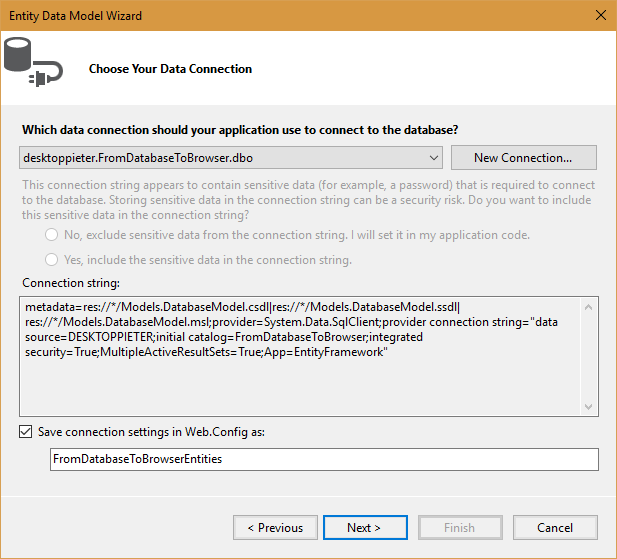 Entity Data Model Wizard
Choose Your Data Connection
Which data connection should your application use to connect to the database?
desktoppieter.FromDatabaseToBrowser.dbo
New Connection...
This connection string appears to contain sensitive data (for example, a password) that is required to connect
to the database. Storing sensitive data in the connection string can be a security risk. Do you want to include
this sensitive data in the connection string?
No, exclude sensitive data from the connection string. I will set it in my application code.
Yes, include the sensitive data in the connection string.
Connection string:
metadata=res://*/Models.DatabaseModel.csdl|res://*/Models.DatabaseModel.ssdl|
res://*/Models.DatabaseModel.msl;provider=System.Data.SqlClient;provider connection string="data
source=DESKTOPPIETER;initial catalog=FromDatabaseToBrowser;integrated
security=True;MultipleActiveResultSets=True;App=EntityFramework"
Save connection settings in Web.Config as:
FromDatabaseToBrowserEntities
< Previous
Next >
Finish
Cancel